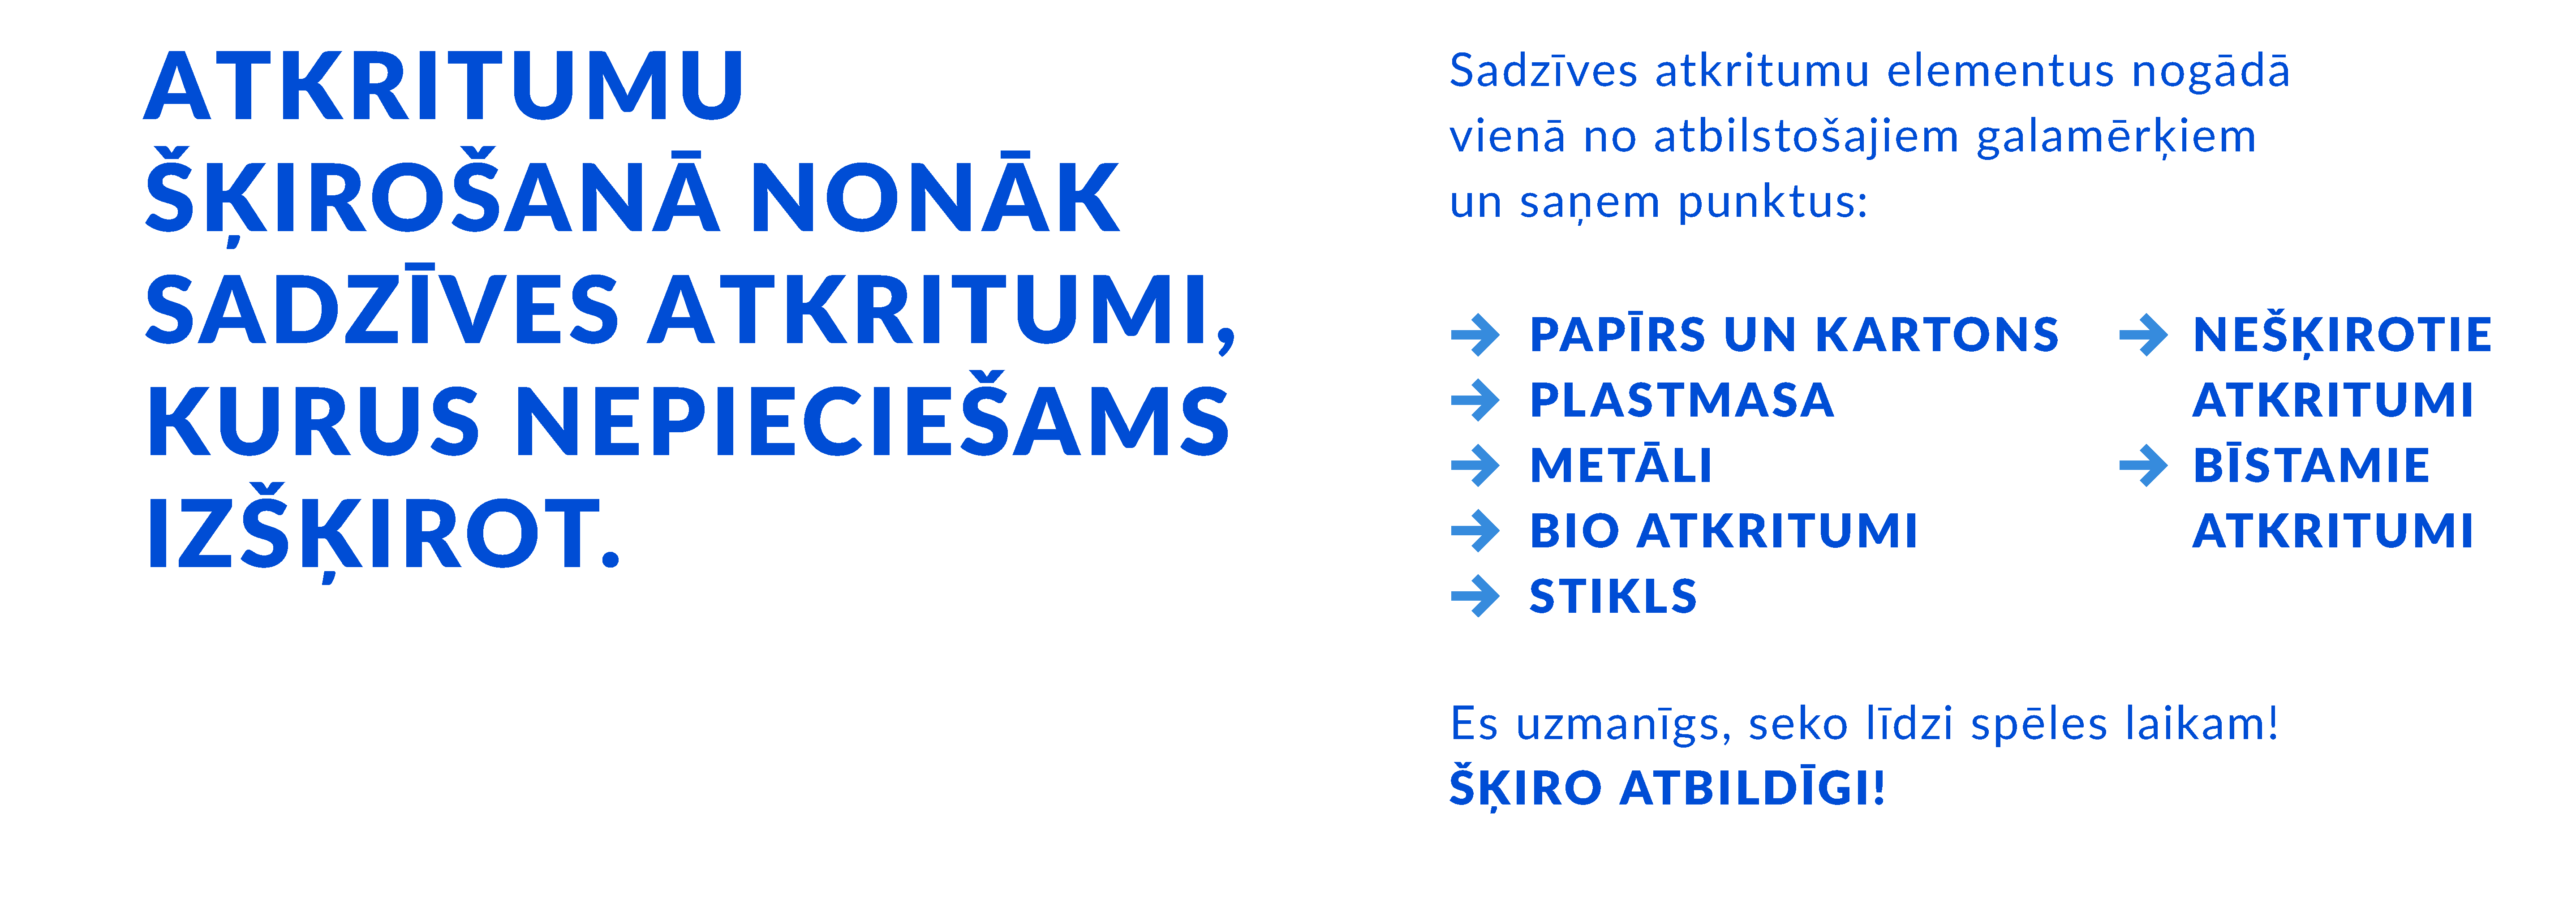 ATKRITUMU
ŠĶIROŠANĀ NONĀK
SADZĪVES ATKRITUMI,
KURUS NEPIECIEŠAMS
IZŠĶIROT.
Sadzīves atkritumu elementus nogādā
vienā no atbilstošajiem galamērķiem
un saņem punktus:
PAPĪRS UN KARTONS
PLASTMASA
METĀLI
BIO ATKRITUMI
STIKLS
NEŠĶIROTIE
ATKRITUMI
BĪSTAMIE
ATKRITUMI
Es uzmanīgs, seko līdzi spēles laikam!
ŠĶIRO ATBILDĪGI!